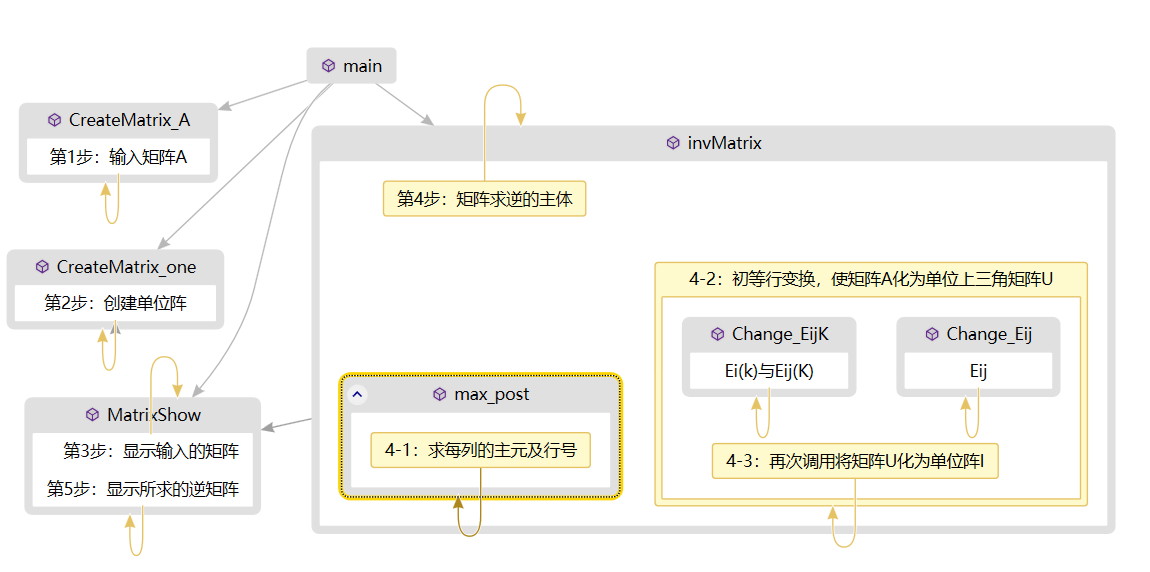 main
CreateMatrix_A
第1步：输入矩阵A
invMatrix
第4步：矩阵求逆的主体
CreateMatrix_one
第2步：创建单位阵
4-2：初等行变换，使矩阵A化为单位上三角矩阵U
Change_EijK
Ei(k)与Eij(K)
Change_Eij
Eij
max_post
4-1：求每列的主元及行号
MatrixShow
第3步：显示输入的矩阵
第5步：显示所求的逆矩阵
4-3：再次调用将矩阵U化为单位阵I